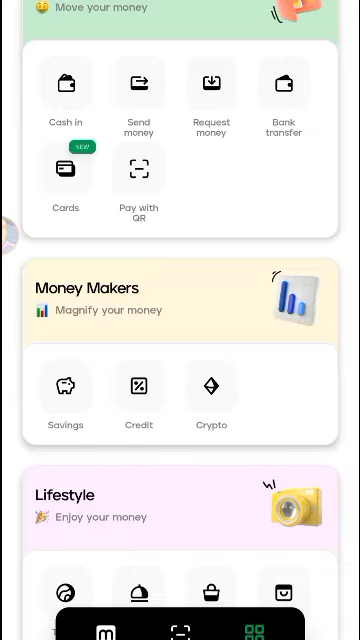 🤑 Move your money
Cash in
Send
money
Request
money
Bank
transfer
NEW
Cards
Pay with
QR
Money Makers
📊 Magnify your money
Savings
Credit
Crypto
Lifestyle
🎉 Enjoy your money